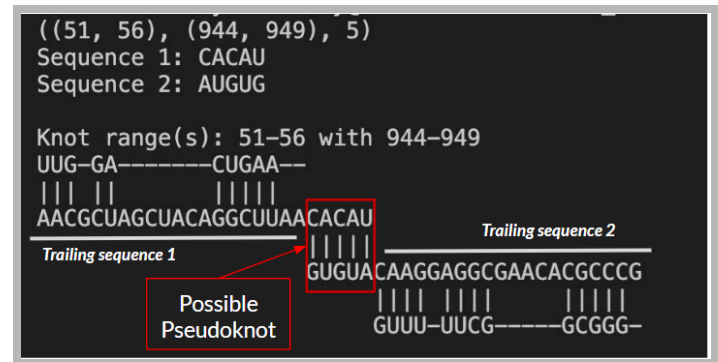 ((51, 56), (944, 949), 5)
Sequence 1: CACAU
Sequence 2: AUGUG
Knot range(s): 51–56 with 944–949
UUG–GA–––––––CUGAA––
||| || |||||
AACGCUAGCUACAGGCUUAACACAU
Trailing sequence 1
Trailing sequence 2
|||||
GUGUACAAGGAGGCGAACACGCCCG
Possible
Pseudoknot
|||| |||| |||||
GUUU–UUCG–––––GCGGG–